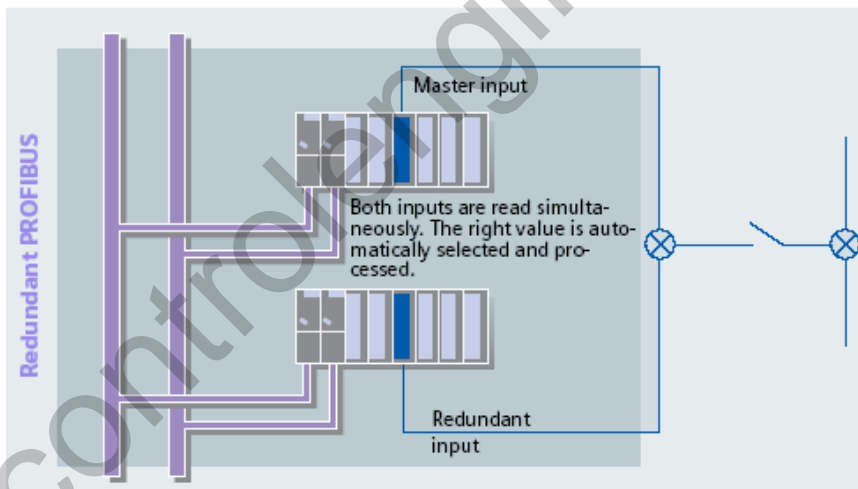 Master input
Redundant PROFIBUS
Both inputs are read simulta-
neously. The right value is auto-
matically selected and pro-
cessed.
Redundant
input
controleng